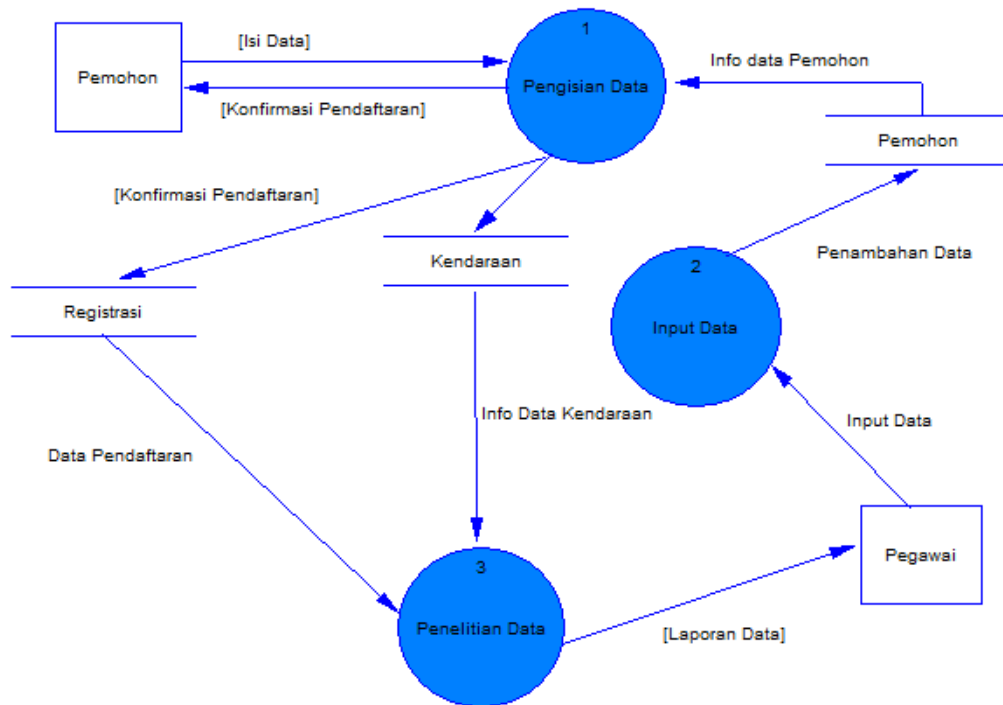 1
[Isi Data]
Info data Pemohon
Pemohon
Pengisian Data
[Konfirmasi Pendaftaran]
Pemohon
[Konfirmasi Pendaftaran]
Kendaraan
Penambahan Data
2
Registrasi
Input Data
Info Data Kendaraan
Input Data
Data Pendaftaran
Pegawai
3
Penelitian Data
[Laporan Data]